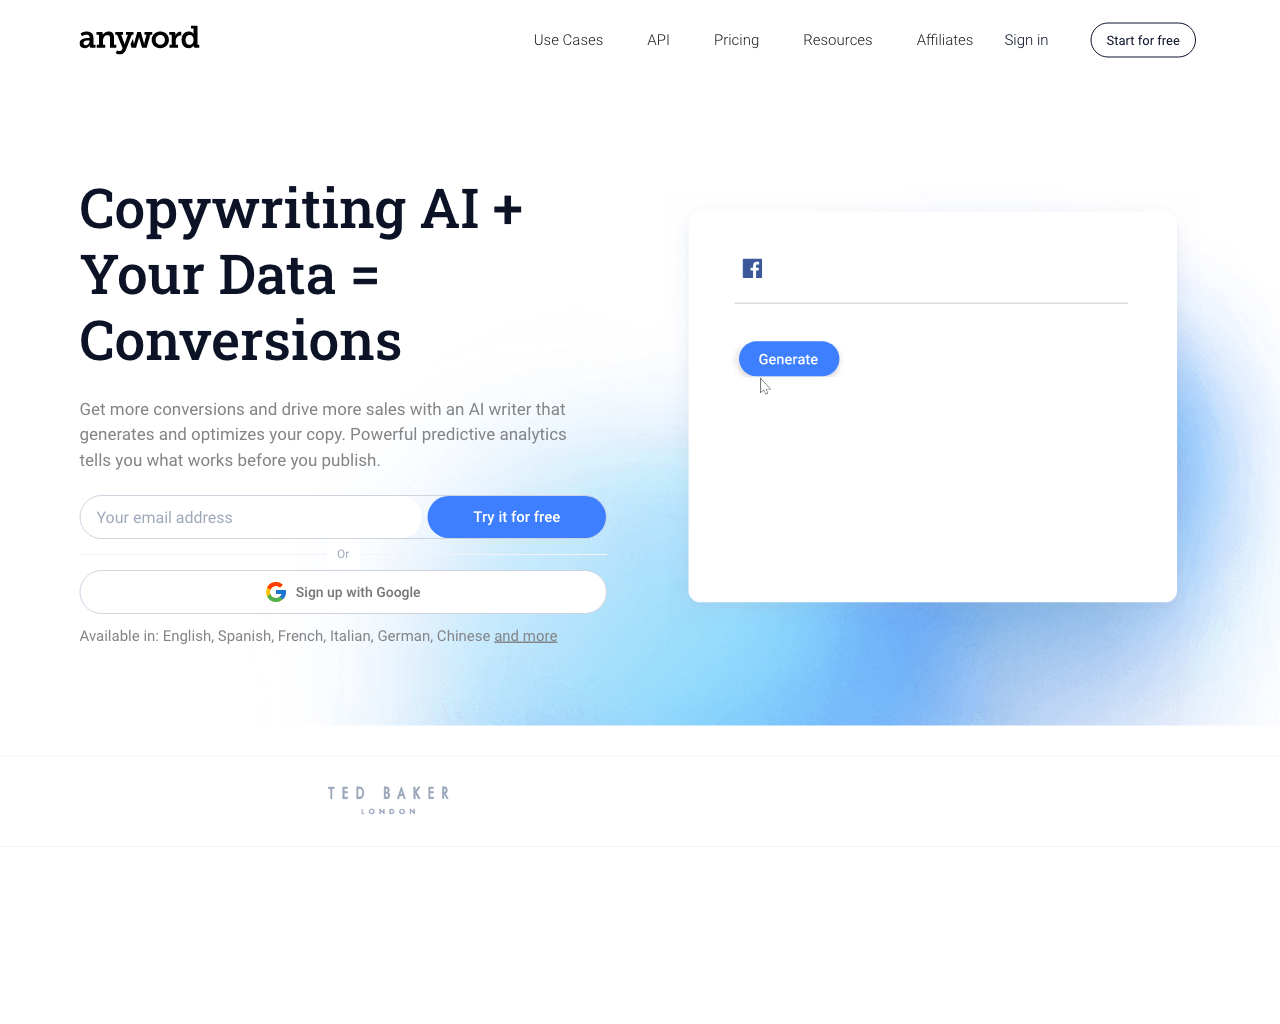 anyword
Use Cases
API
Pricing
Resources
Affiliates
Sign in
Start for free
Copywriting AI +
Your Data =
Conversions
Get more conversions and drive more sales with an AI writer that
generates and optimizes your copy. Powerful predictive analytics
tells you what works before you publish.
Your email address
Try it for free
Or
Sign up with Google
Available in: English, Spanish, French, Italian, German, Chinese and more
Generate
TED BAKER
LONDON